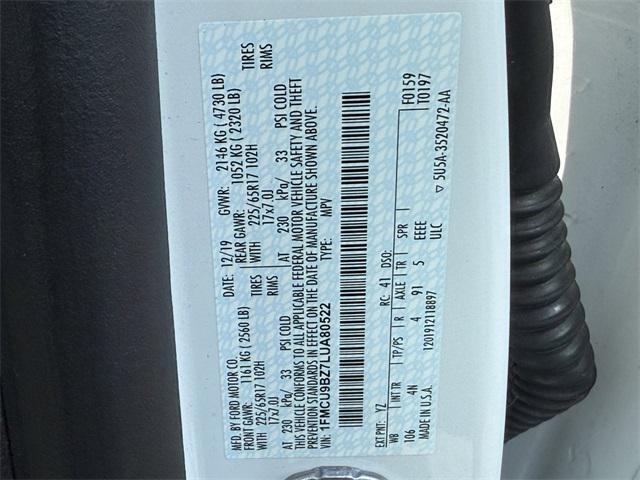 MFD. BY FORD MOTOR CO.
DATE: 12/19
GVWR: 2146 KG ( 4730 LB)
FRONT GAWR: 1161 KG (2560 LB)
REAR GAWR: 1052 KG ( 2320 LB)
225/65R17 102H TIRES
WITH 225/65R17 102H TIRES
17x7.0J RIMS
17x7.0J RIMS
AT 230 kPa/ 33 PSI COLD
AT 230 kPa/ 33 PSI COLD
THIS VEHICLE CONFORMS TO ALL APPLICABLE FEDERAL MOTOR VEHICLE SAFETY AND THEFT
PREVENTION STANDARDS IN EFFECT ON THE DATE OF MANUFACTURE SHOWN ABOVE.
VIN: 1FMCU9BZ7LUA80522
TYPE: MPV
F0159
T0197
EXT PNT: YZ
RC: 41
DSO:
WB INT TR TP/PS R AXLE TR SPR
106 4N 4 91 5 EEEE
ULC
MADE IN U.S.A.
1201912118897
▽ 5U5A-3520472-AA